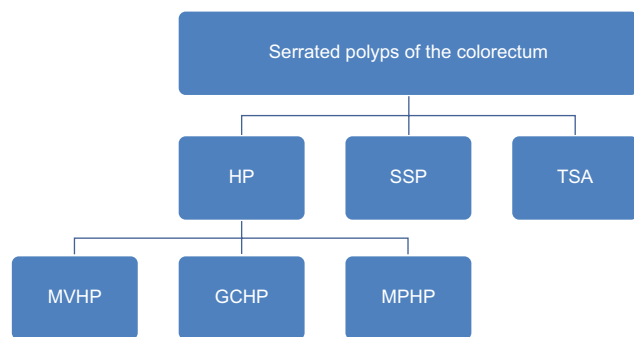 Serrated polyps of the colorectum
HP
SSP
TSA
MVHP
GCHP
MPHP